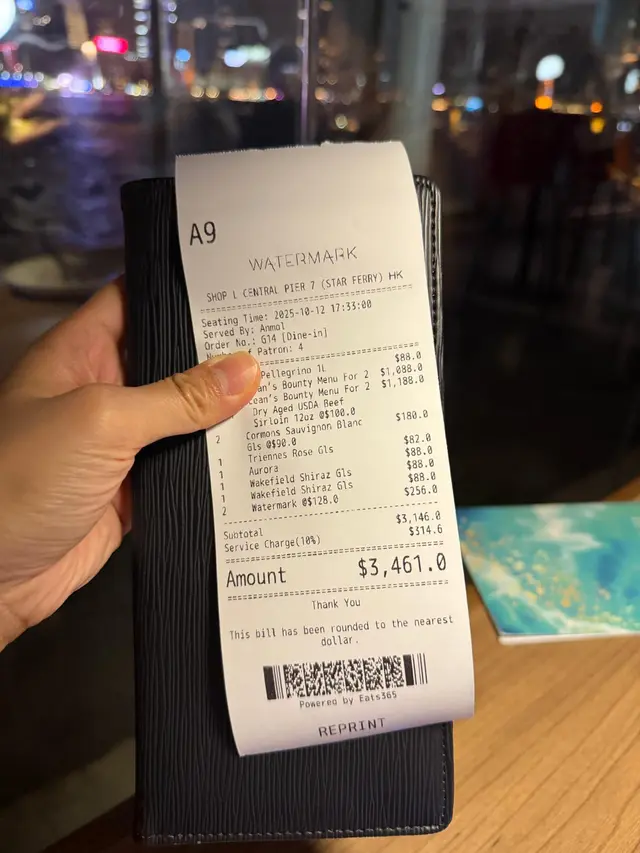 A9
WATERMARK
SHOP L CENTRAL PIER 7 (STAR FERRY) HK
Seating Time: 2025-10-12 17:33:00
Served By: Anmol
Order No.: G14 [Dine-in]
Patron: 4
Pellegrino 1L $88.0
Bounty Menu For 2 $1,088.0
Bounty Menu For 2 $1,188.0
Dry Aged USDA Beef
Sirloin 12oz @$100.0
2 Cormons Sauvignon Blanc $180.0
Gls @$90.0
1 Triennes Rose Gls $82.0
1 Aurora $88.0
1 Wakefield Shiraz Gls $88.0
1 Wakefield Shiraz Gls $88.0
2 Watermark @$128.0 $256.0
Subtotal $3,146.0
Service Charge(10%) $314.6
Amount $3,461.0
Thank You
This bill has been rounded to the nearest
dollar.
Powered by Eats365
REPRINT